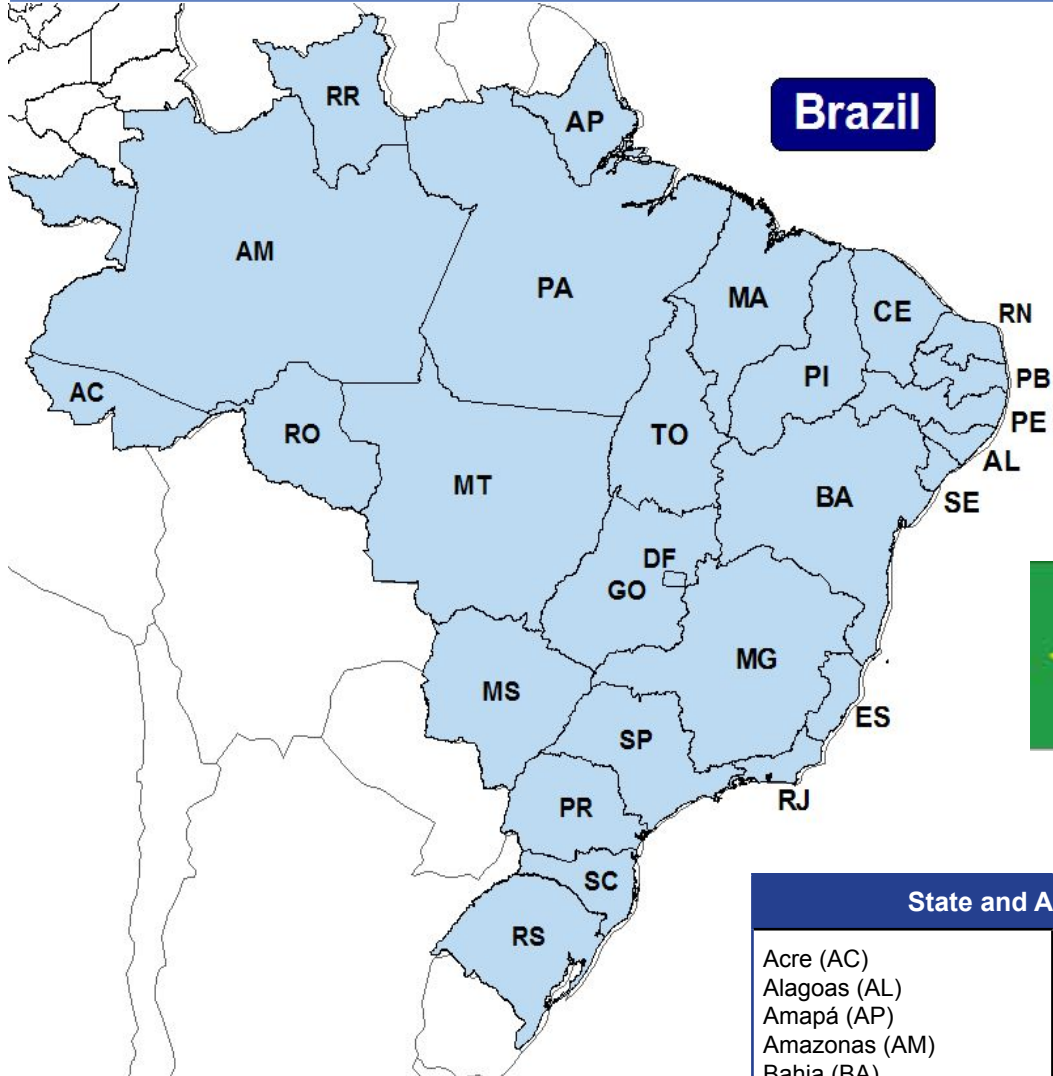 Brazil
RR
AP
AM
PA
MA
CE
RN
PI
PB
AC
PE
RO
TO
AL
MT
BA
SE
DF
GO
MG
MS
ES
SP
RJ
PR
SC
RS
State and A
Acre (AC)
Alagoas (AL)
Amapá (AP)
Amazonas (AM)
Bahia (BA)